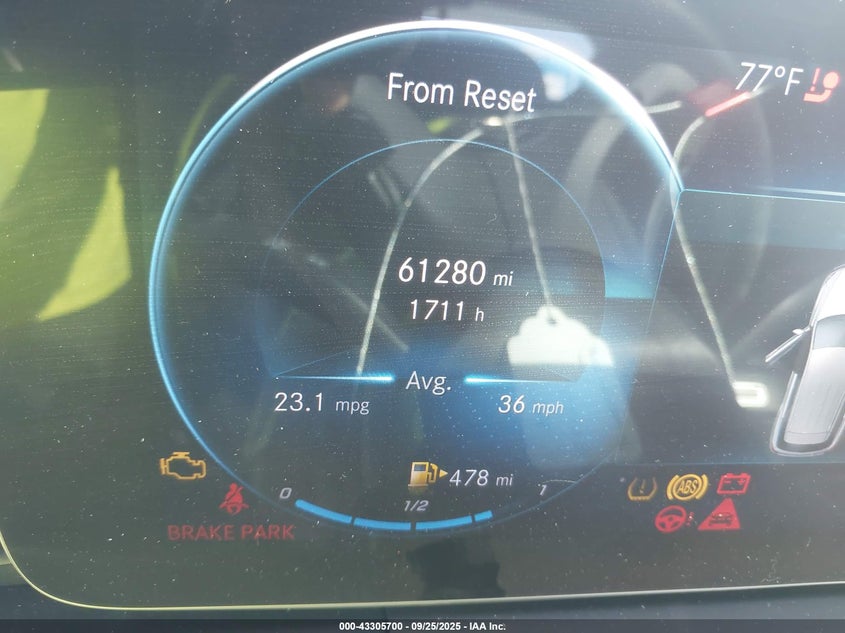 From Reset
77°F
61280 mi
1711 h
Avg.
23.1 mpg
36 mph
478 mi
0
1/2
1
ABS
BRAKE PARK
000-43305700 - 09/25/2025 - IAA Inc.